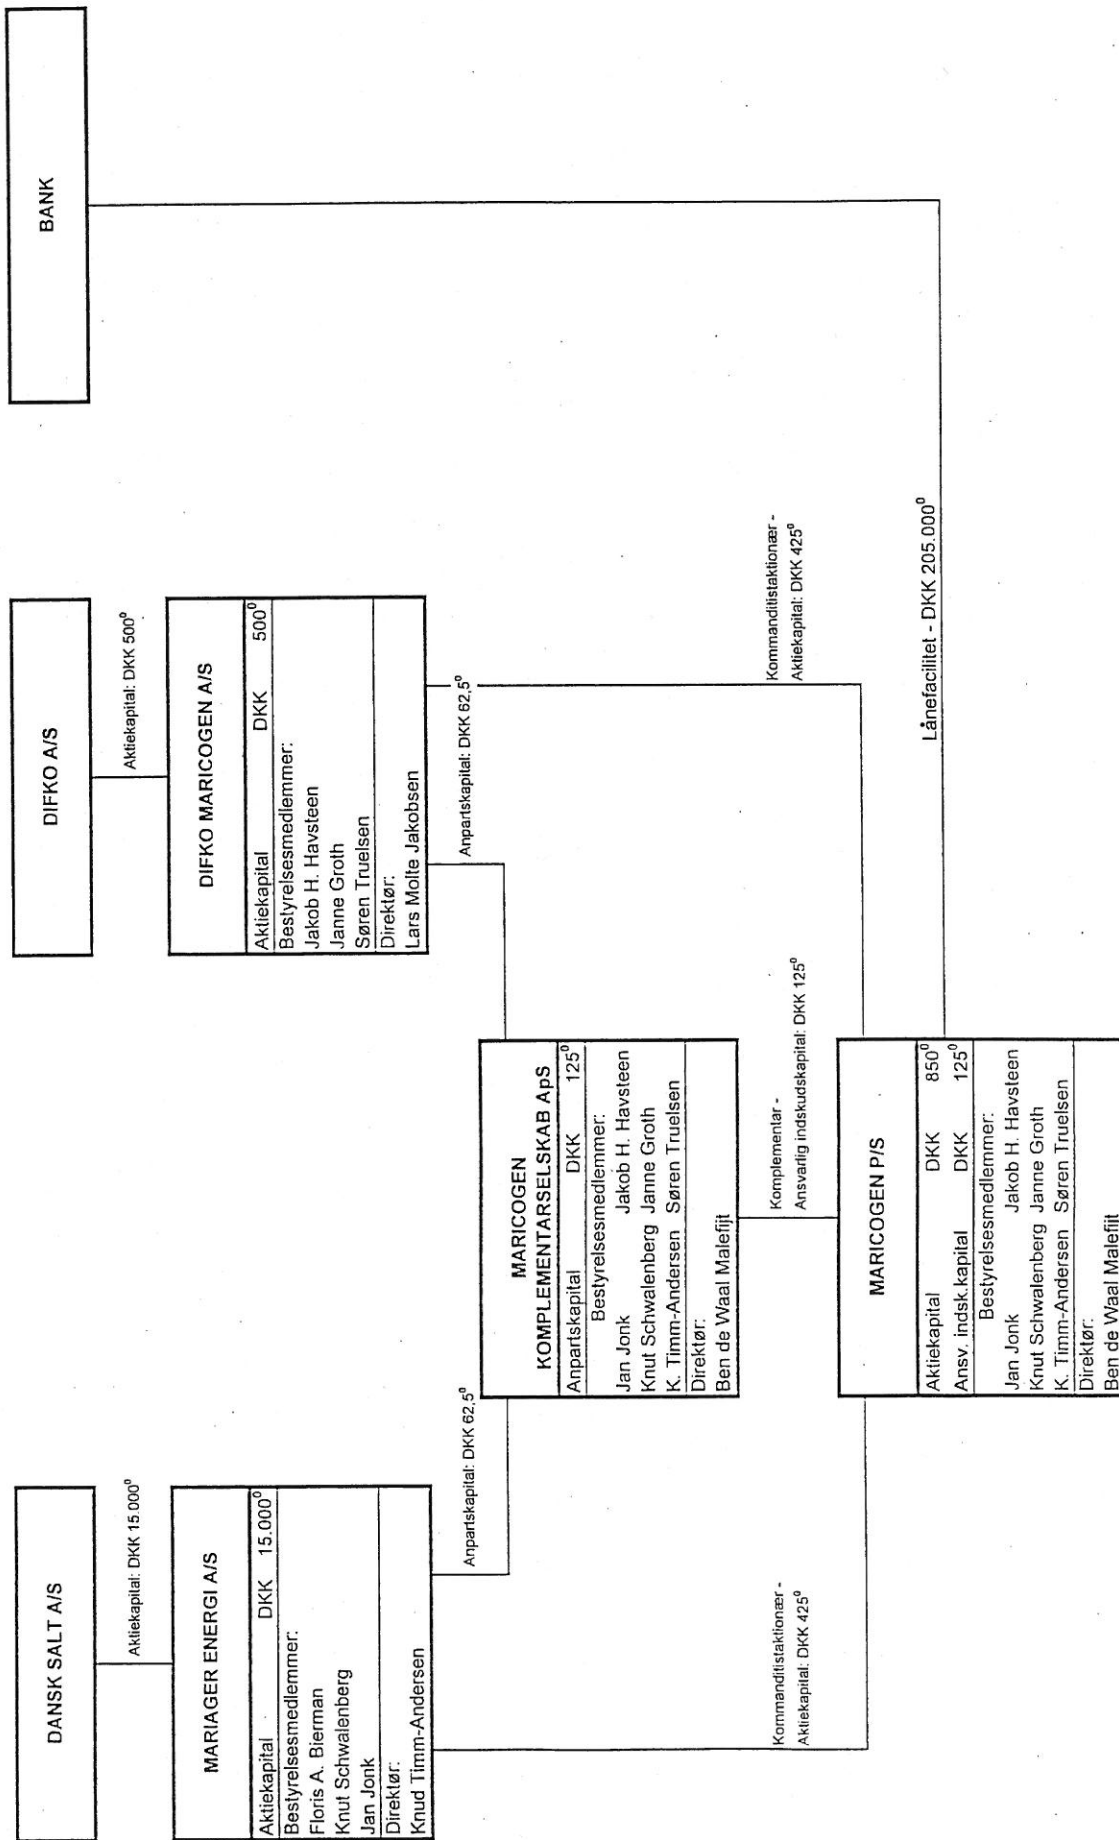 DANSK SALT A/S
Aktiekapital: DKK 15.000⁰
MARIAGER ENERGI A/S
Aktiekapital DKK 15.000⁰
Bestyrelsesmedlemmer:
Floris A. Bierman
Knut Schwalenberg
Jan Jonk
Direktør:
Knud Timm-Andersen
Anpartskapital: DKK 62,5⁰
Kommanditistaktionær -
Aktiekapital: DKK 425⁰
DIFKO A/S
Aktiekapital: DKK 500⁰
DIFKO MARICOGEN A/S
Aktiekapital DKK 500⁰
Bestyrelsesmedlemmer:
Jakob H. Havsteen
Janne Groth
Søren Truelsen
Direktør:
Lars Molte Jakobsen
Anpartskapital: DKK 62,5⁰
Kommanditistaktionær -
Aktiekapital: DKK 425⁰
BANK
Lånefacilitet - DKK 205.000⁰
MARICOGEN
KOMPLEMENTARSELSKAB ApS
Anpartskapital DKK 125⁰
Bestyrelsesmedlemmer:
Jan Jonk Jakob H. Havsteen
Knut Schwalenberg Janne Groth
K. Timm-Andersen Søren Truelsen
Direktør:
Ben de Waal Malefijt
Komplementar -
Ansvarlig indskudskapital: DKK 125⁰
MARICOGEN P/S
Aktiekapital DKK 850⁰
Ansv. indsk.kapital DKK 125⁰
Bestyrelsesmedlemmer:
Jan Jonk Jakob H. Havsteen
Knut Schwalenberg Janne Groth
K. Timm-Andersen Søren Truelsen
Direktør:
Ben de Waal Malefijt